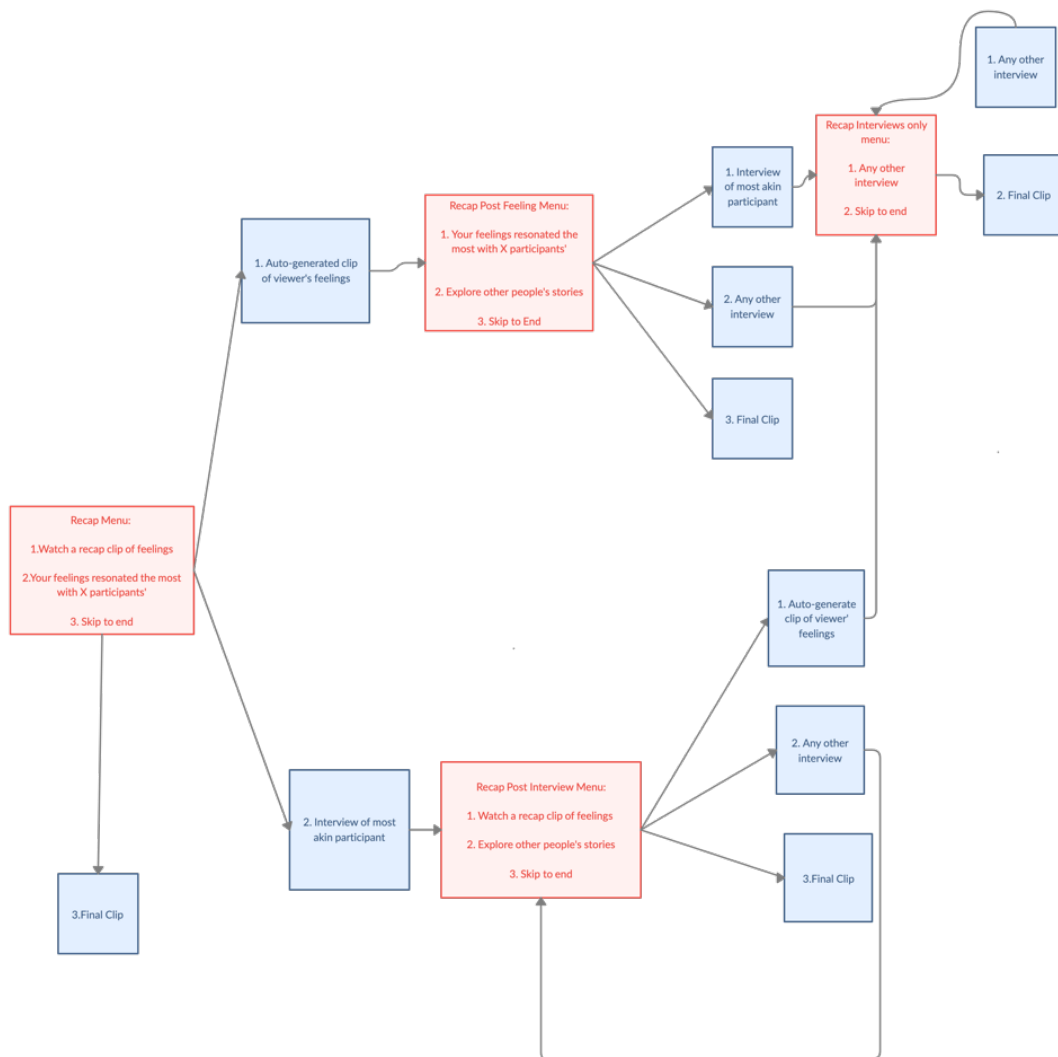 1. Any other
interview
Recap Interviews only
menu:
1. Any other
interview
2. Skip to end
2. Final Clip
1. Interview
of most akin
participant
Recap Post Feeling Menu:
1. Your feelings resonated the
most with X participants'
2. Explore other people's stories
3. Skip to End
1. Auto-generated clip
of viewer's feelings
2. Any other
interview
3. Final Clip
Recap Menu:
1.Watch a recap clip of feelings
2.Your feelings resonated the most
with X participants'
3. Skip to end
1. Auto-generate
clip of viewer'
feelings
2. Any other
interview
Recap Post Interview Menu:
1. Watch a recap clip of feelings
2. Explore other people's stories
3. Skip to end
2. Interview of most
akin participant
3.Final Clip
3.Final Clip